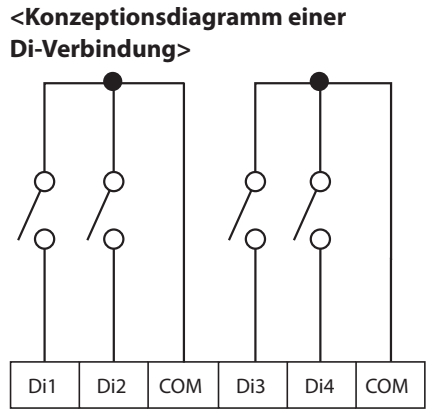 <Konzeptionsdiagramm einer
Di-Verbindung>
Di1 Di2 COM Di3 Di4 COM